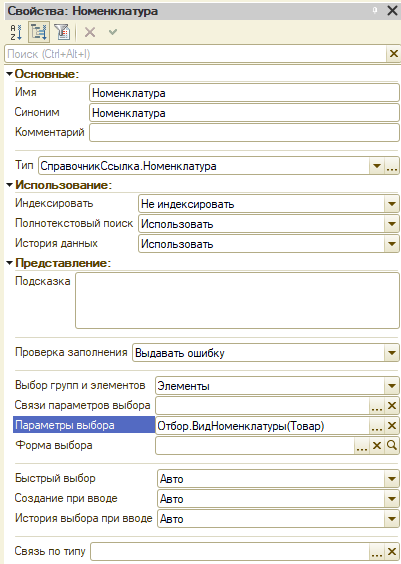 Свойства: Номенклатура
Поиск (Ctrl+Alt+I)
Основные:
Имя Номенклатура
Синоним Номенклатура
Комментарий
Тип СправочникСсылка.Номенклатура ...
Использование:
Индексировать Не индексировать
Полнотекстовый поиск Использовать
История данных Использовать
Представление:
Подсказка
Проверка заполнения Выдавать ошибку
Выбор групп и элементов Элементы
Связи параметров выбора ...
Параметры выбора Отбор.ВидНоменклатуры(Товар) ...
Форма выбора ...
Быстрый выбор Авто
Создание при вводе Авто
История выбора при вводе Авто
Связь по типу ...